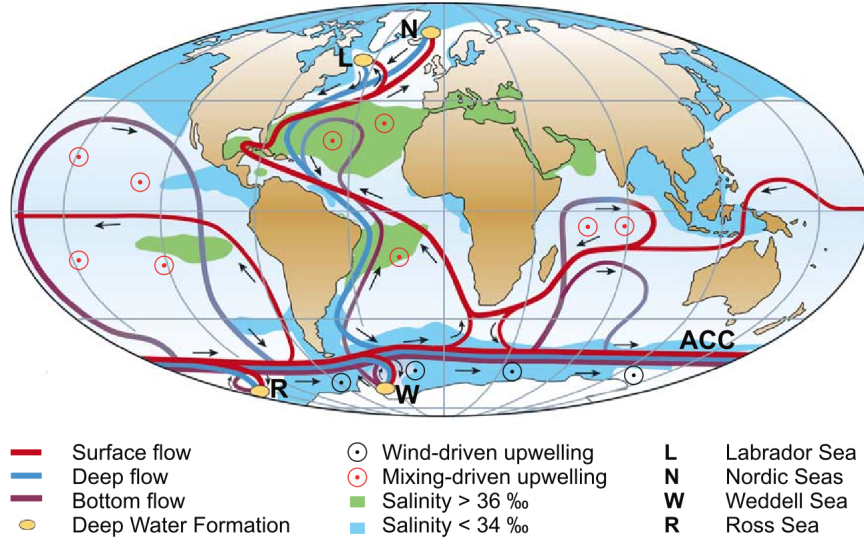 N
L
ACC
R
W
Surface flow
Deep flow
Bottom flow
Deep Water Formation
Wind-driven upwelling
Mixing-driven upwelling
Salinity > 36 ‰
Salinity < 34 ‰
L Labrador Sea
N Nordic Seas
W Weddell Sea
R Ross Sea